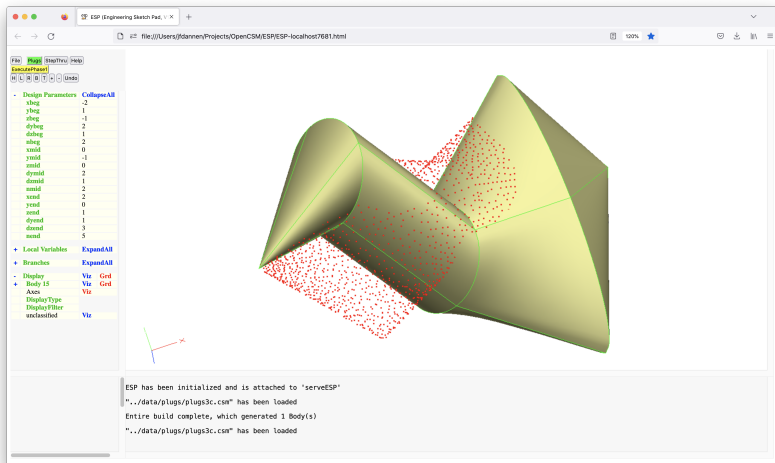 ESP (Engineering Sketch Pad, V
file:///Users/jfdannen/Projects/OpenCSM/ESP/ESP-localhost7681.html 120%
File Plugs StepThru Help
ExecutePhase1
H L R B T + - Undo
- Design Parameters CollapseAll
xbeg -2
ybeg 1
zbeg -1
dybeg 2
dzbeg 1
nbeg 2
xmid 0
ymid -1
zmid 0
dymid 2
dzmid 1
nmid 2
xend 2
yend 0
zend 1
dyend 1
dzend 3
nend 5
+ Local Variables ExpandAll
+ Branches ExpandAll
- Display Viz Grd
+ Body 15 Viz Grd
Axes Viz
DisplayType
DisplayFilter
unclassified Viz
ESP has been initialized and is attached to 'serveESP'
"../data/plugs/plugs3c.csm" has been loaded
Entire build complete, which generated 1 Body(s)
"../data/plugs/plugs3c.csm" has been loaded